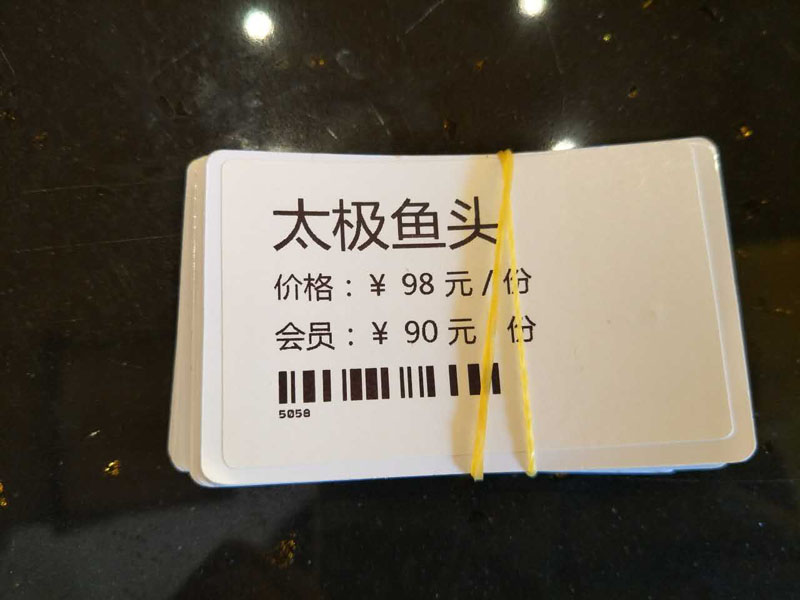 太极鱼头
价格：¥ 98 元 / 份
会员：¥ 90 元 / 份
5058